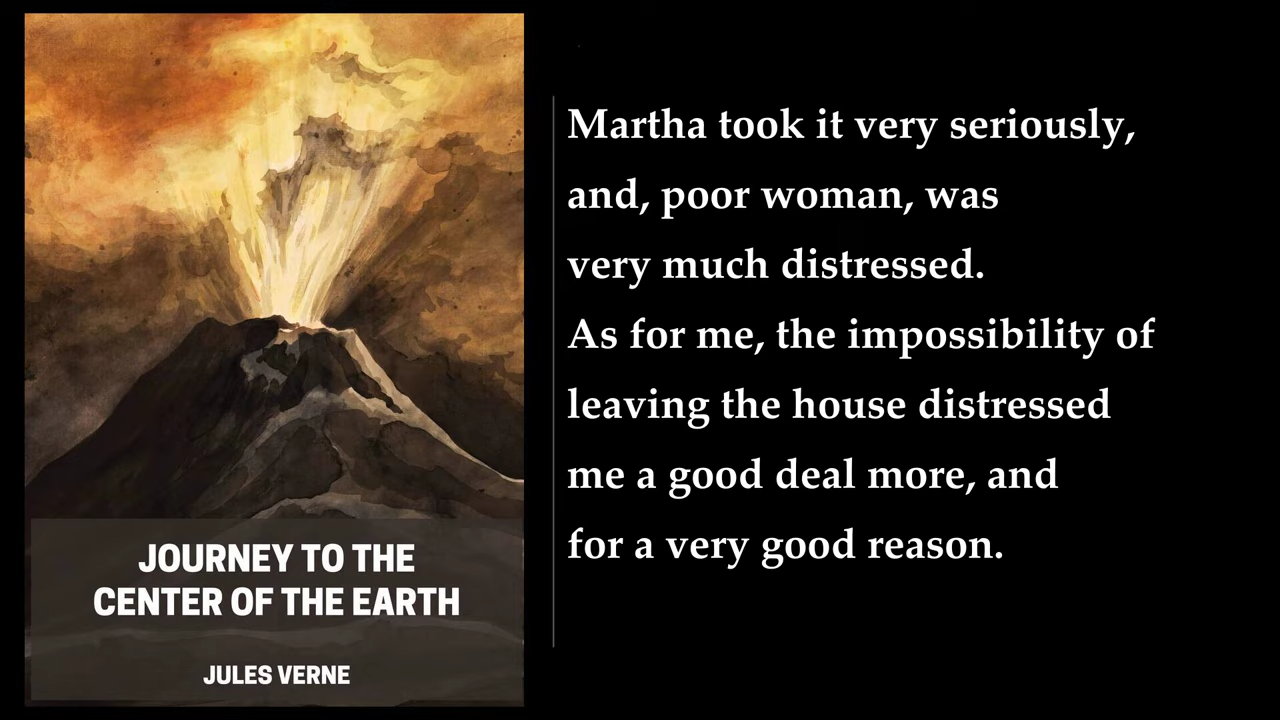 JOURNEY TO THE
CENTER OF THE EARTH
JULES VERNE
Martha took it very seriously,
and, poor woman, was
very much distressed.
As for me, the impossibility of
leaving the house distressed
me a good deal more, and
for a very good reason.